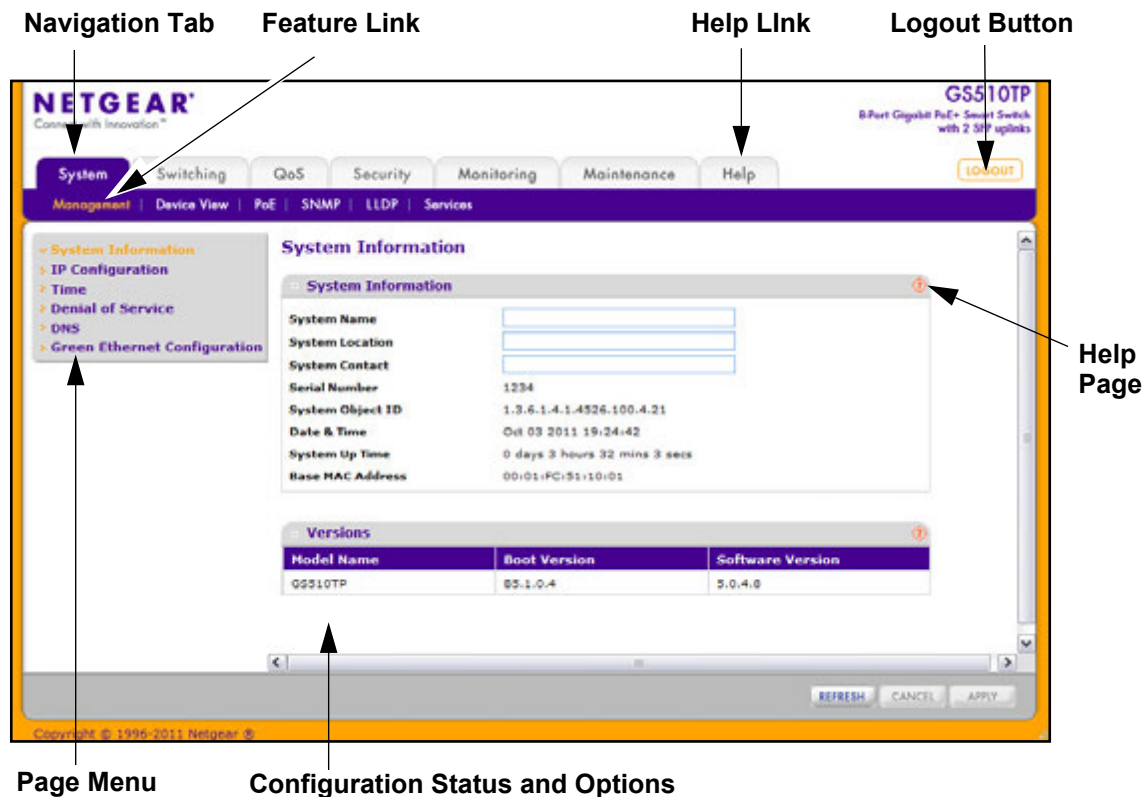 Navigation Tab Feature Link Help LInk Logout Button
NETGEAR®
Connect with Innovation™
GS510TP
8-Port Gigabit PoE+ Smart Switch
with 2 SFP uplinks
System Switching QoS Security Monitoring Maintenance Help LOGOUT
Management | Device View | PoE | SNMP | LLDP | Services
System Information
IP Configuration
Time
Denial of Service
DNS
Green Ethernet Configuration
System Information
System Information
System Name
System Location
System Contact
Serial Number 1234
System Object ID 1.3.6.1.4.1.4526.100.4.21
Date & Time Oct 03 2011 19:24:42
System Up Time 0 days 3 hours 32 mins 3 secs
Base MAC Address 00:01:FC:51:10:01
Help
Page
Versions
Model Name Boot Version Software Version
GS510TP B5.1.0.4 5.0.4.8
REFRESH CANCEL APPLY
Copyright © 1996-2011 Netgear ®
Page Menu Configuration Status and Options